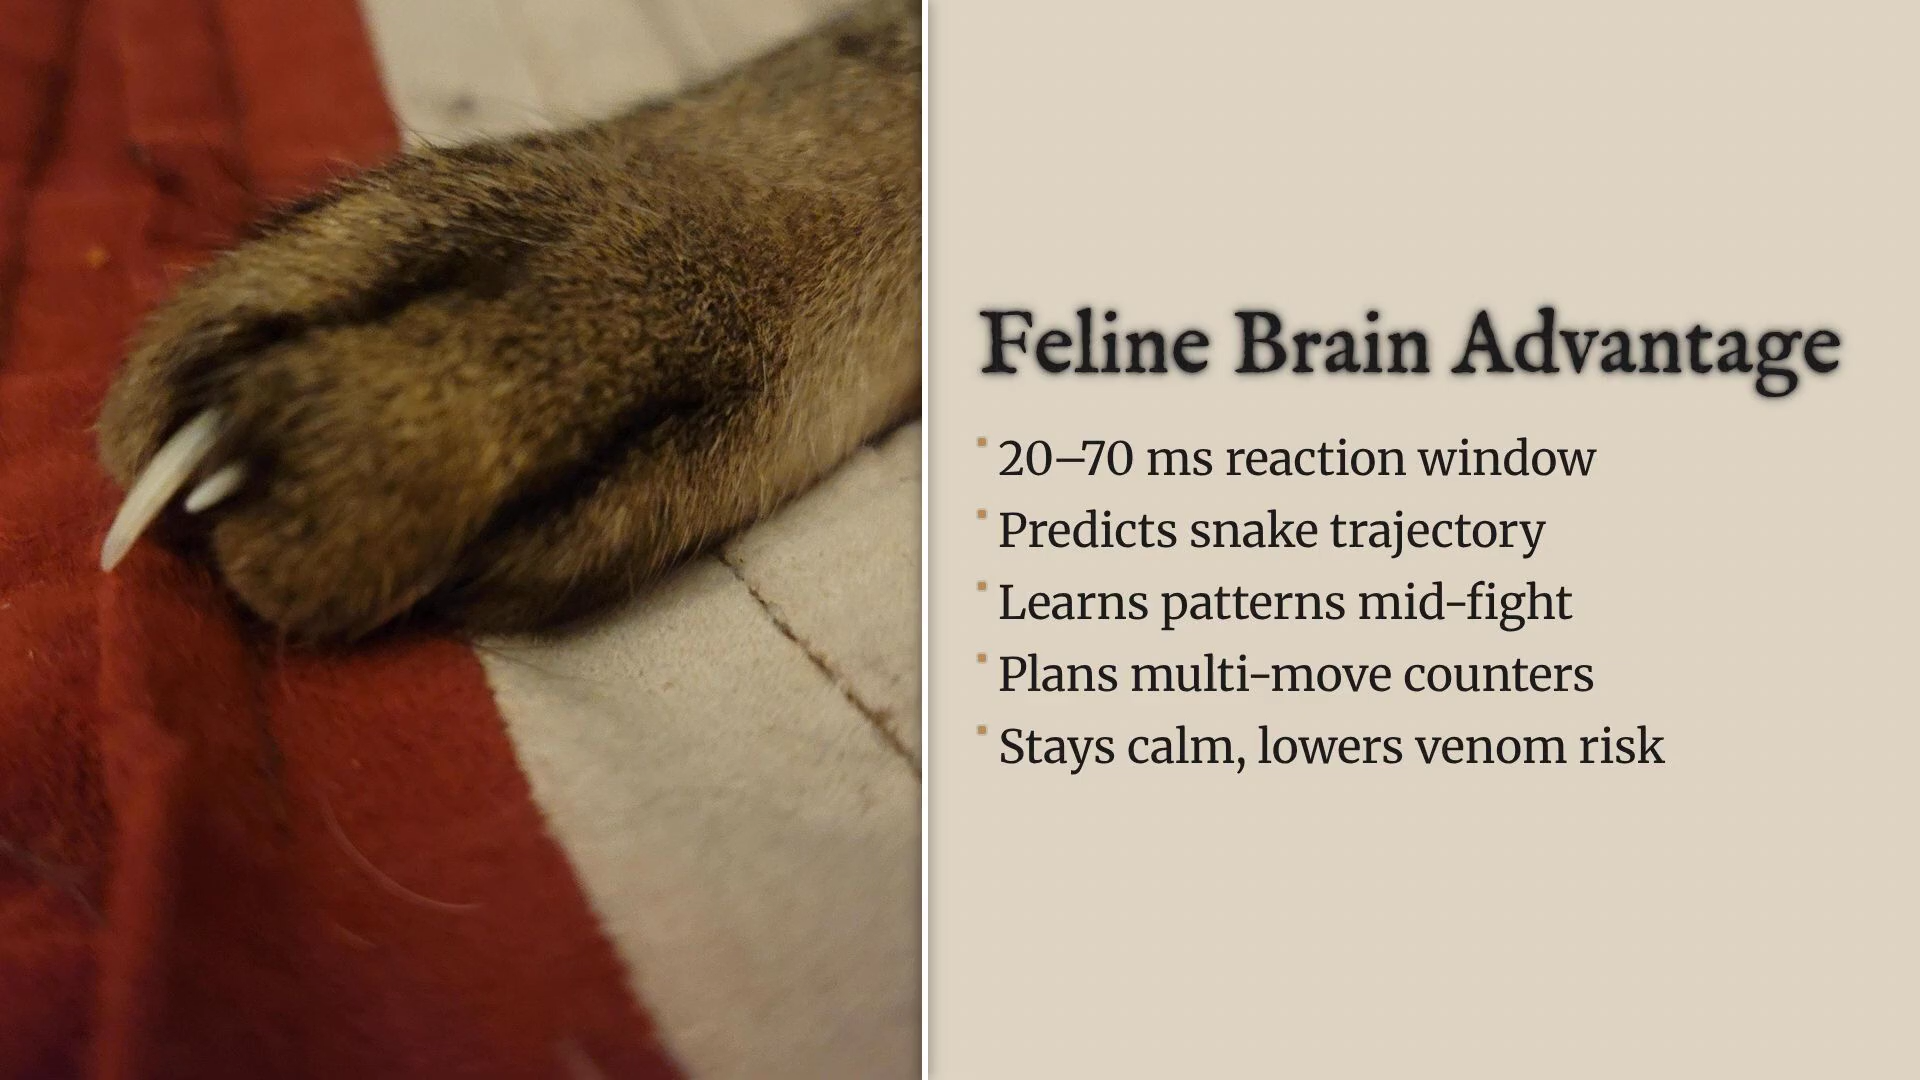 Feline Brain Advantage
20–70 ms reaction window
Predicts snake trajectory
Learns patterns mid-fight
Plans multi-move counters
Stays calm, lowers venom risk